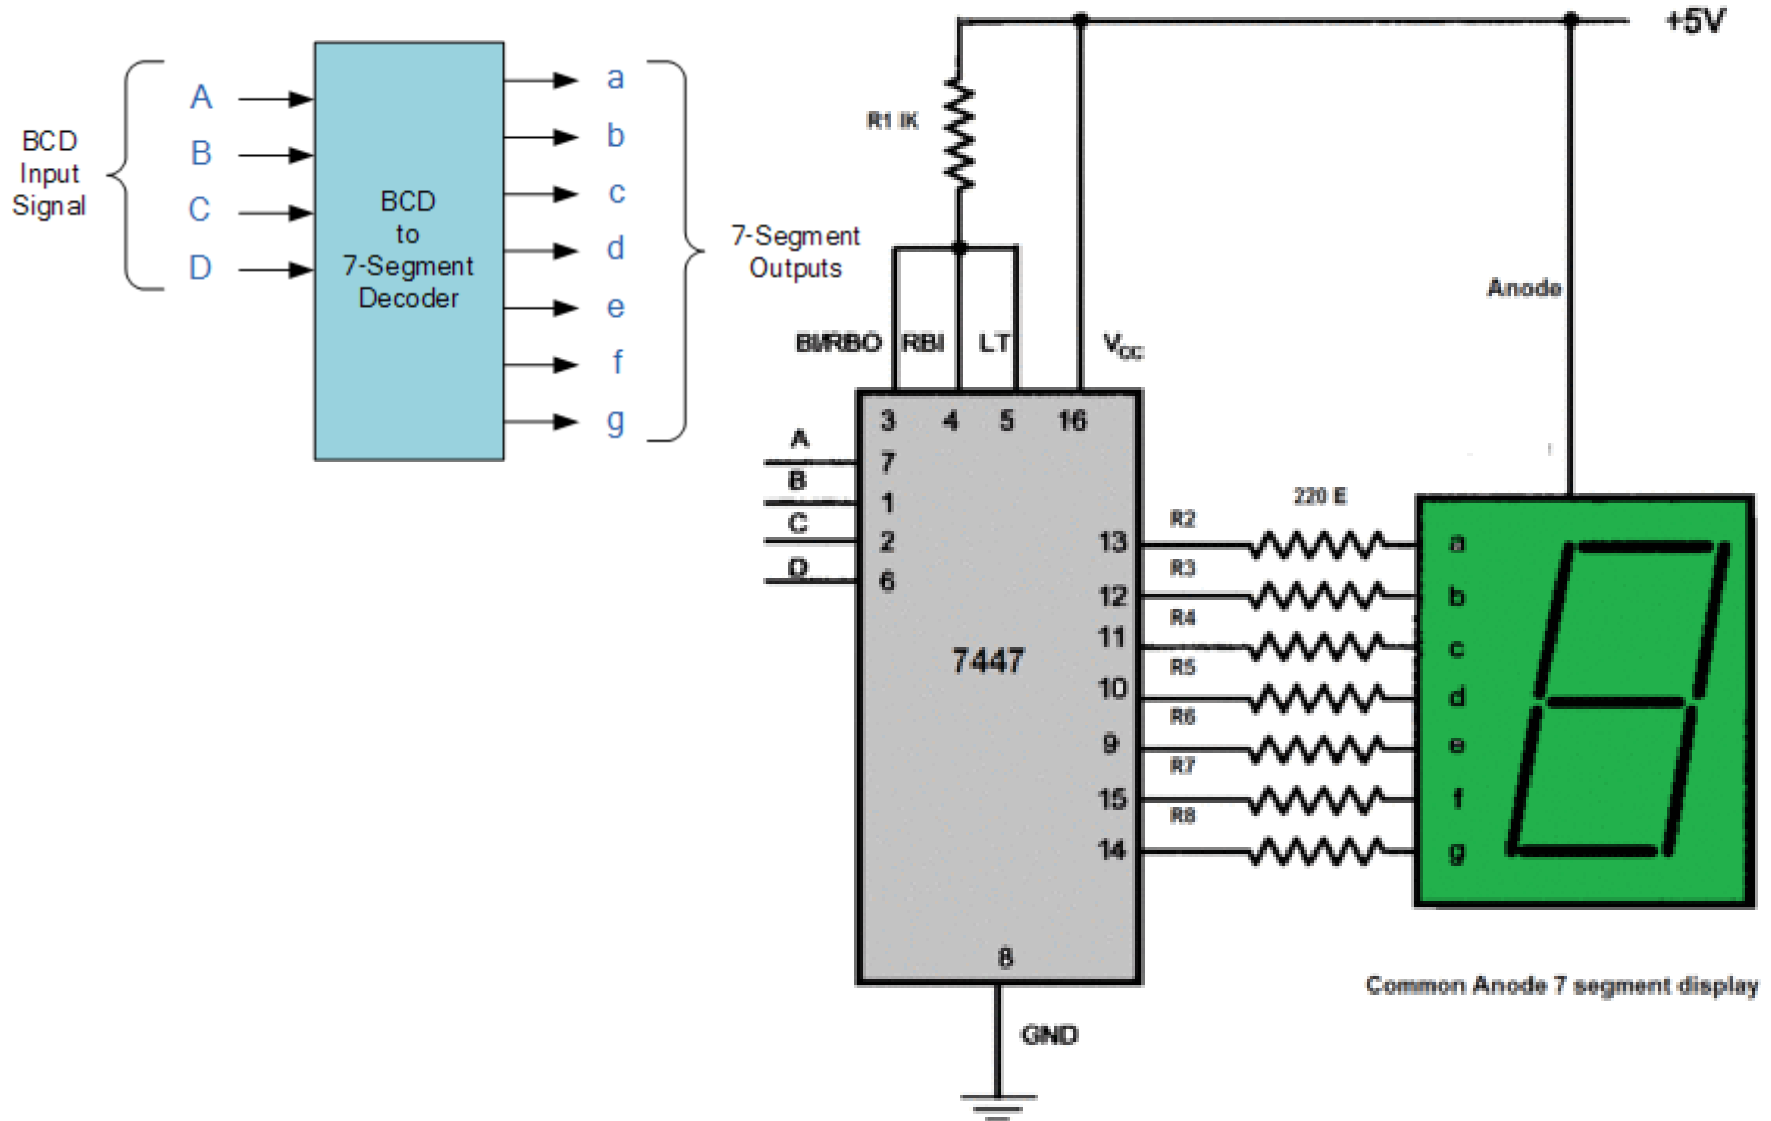 BCD
Input
Signal
A
B
C
D
BCD
to
7-Segment
Decoder
a
b
c
d
e
f
g
7-Segment
Outputs
+5V
R1 IK
Anode
BI/RBO RBI LT VCC
3 4 5 16
A
7
B
1
C
2
D
6
7447
13
12
11
10
9
15
14
8
GND
220 E
R2
R3
R4
R5
R6
R7
R8
a
b
c
d
e
f
g
Common Anode 7 segment display